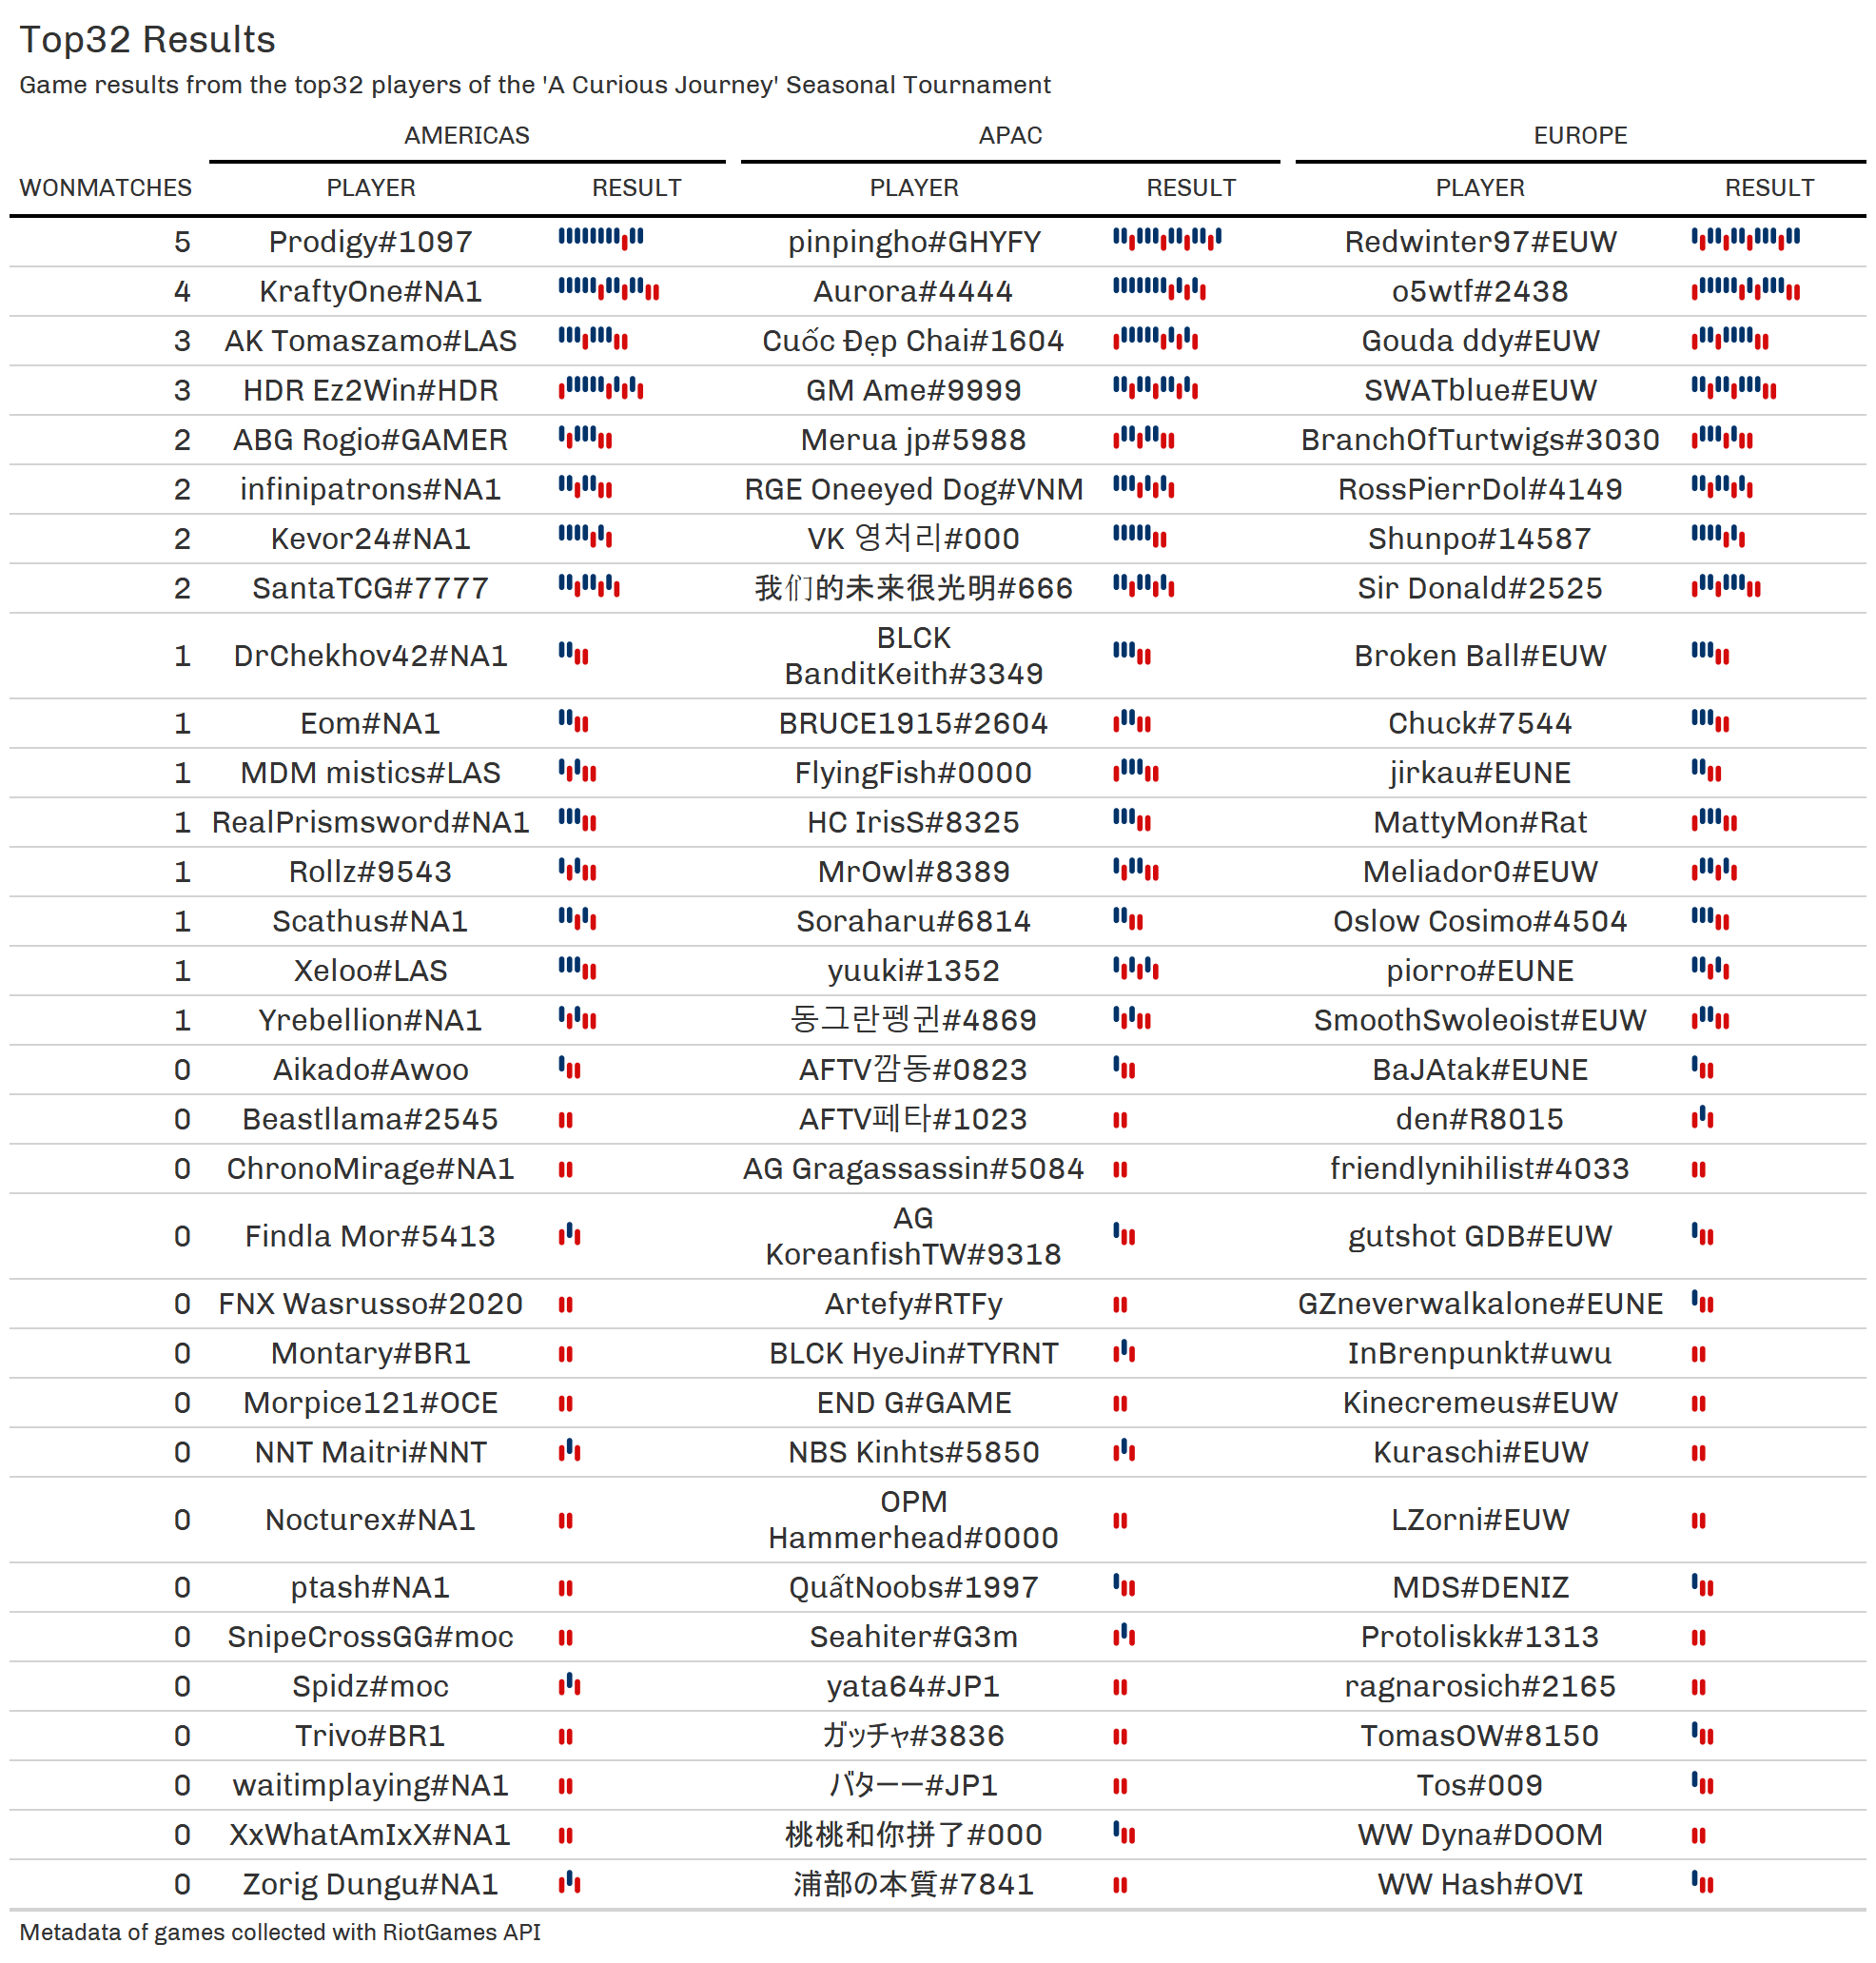 Top32 Results
Game results from the top32 players of the 'A Curious Journey' Seasonal Tournament
AMERICAS APAC EUROPE
WONMATCHES PLAYER RESULT PLAYER RESULT PLAYER RESULT
5 Prodigy#1097 pinpingho#GHYFY Redwinter97#EUW
4 KraftyOne#NA1 Aurora#4444 o5wtf#2438
3 AK Tomaszamo#LAS Cuốc Đẹp Chai#1604 Gouda ddy#EUW
3 HDR Ez2Win#HDR GM Ame#9999 SWATblue#EUW
2 ABG Rogio#GAMER Merua jp#5988 BranchOfTurtwigs#3030
2 infinipatrons#NA1 RGE Oneeyed Dog#VNM RossPierrDol#4149
2 Kevor24#NA1 VK 영처리#000 Shunpo#14587
2 SantaTCG#7777 我们的未来很光明#666 Sir Donald#2525
1 DrChekhov42#NA1 BLCK BanditKeith#3349 Broken Ball#EUW
1 Eom#NA1 BRUCE1915#2604 Chuck#7544
1 MDM mistics#LAS FlyingFish#0000 jirkau#EUNE
1 RealPrismsword#NA1 HC IrisS#8325 MattyMon#Rat
1 Rollz#9543 MrOwl#8389 Meliador0#EUW
1 Scathus#NA1 Soraharu#6814 Oslow Cosimo#4504
1 Xeloo#LAS yuuki#1352 piorro#EUNE
1 Yrebellion#NA1 동그란펭귄#4869 SmoothSwoleoist#EUW
0 Aikado#Awoo AFTV깜동#0823 BaJAtak#EUNE
0 Beastllama#2545 AFTV페타#1023 den#R8015
0 ChronoMirage#NA1 AG Gragassassin#5084 friendlynihilist#4033
0 Findla Mor#5413 AG KoreanfishTW#9318 gutshot GDB#EUW
0 FNX Wasrusso#2020 Artefy#RTFy GZneverwalkalone#EUNE
0 Montary#BR1 BLCK HyeJin#TYRNT InBrenpunkt#uwu
0 Morpice121#OCE END G#GAME Kinecremeus#EUW
0 NNT Maitri#NNT NBS Kinhts#5850 Kuraschi#EUW
0 Nocturex#NA1 OPM Hammerhead#0000 LZorni#EUW
0 ptash#NA1 QuấtNoobs#1997 MDS#DENIZ
0 SnipeCrossGG#moc Seahiter#G3m Protoliskk#1313
0 Spidz#moc yata64#JP1 ragnarosich#2165
0 Trivo#BR1 ガッチャ#3836 TomasOW#8150
0 waitimplaying#NA1 バターー#JP1 Tos#009
0 XxWhatAmIxX#NA1 桃桃和你拼了#000 WW Dyna#DOOM
0 Zorig Dungu#NA1 浦部の本質#7841 WW Hash#OVI
Metadata of games collected with RiotGames API